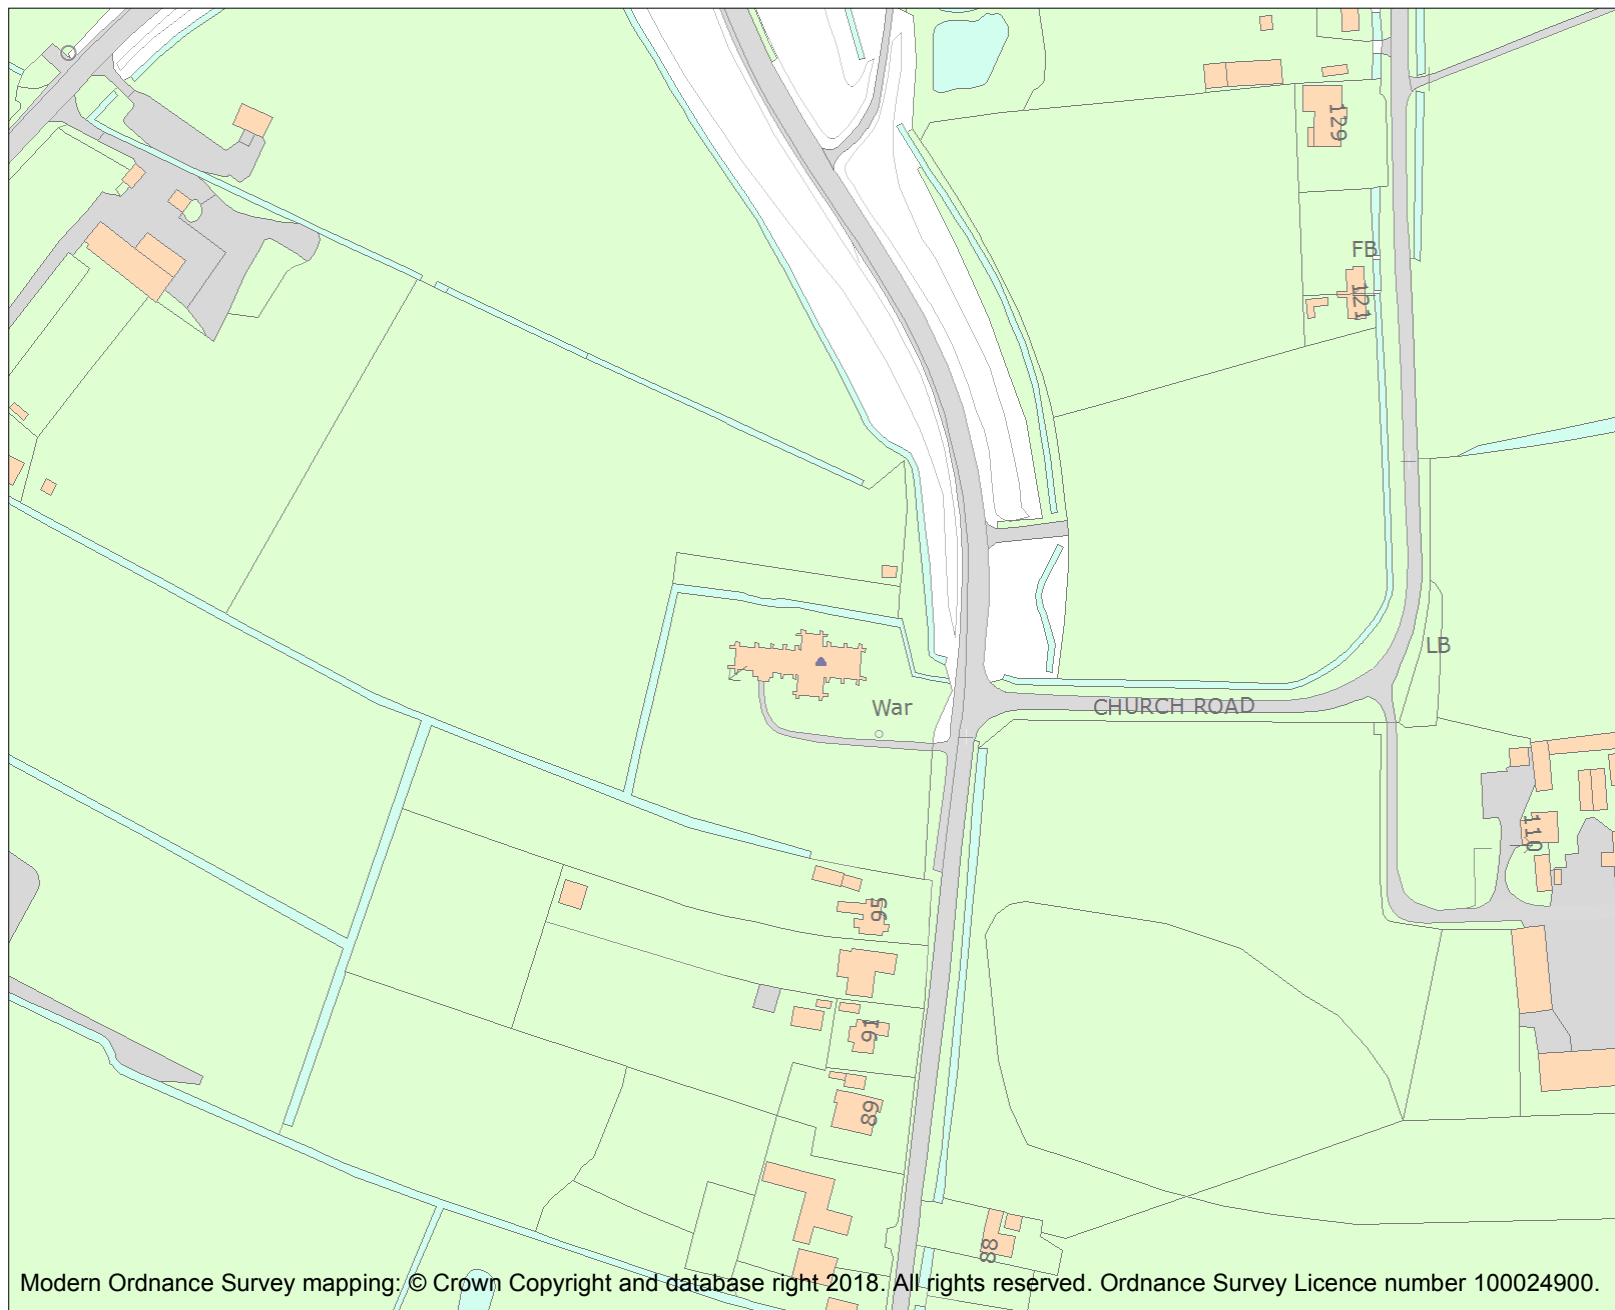 129
FB
121
LB
War
CHURCH ROAD
110
95
91
89
88
Modern Ordnance Survey mapping: © Crown Copyright and database right 2018. All rights reserved. Ordnance Survey Licence number 100024900.